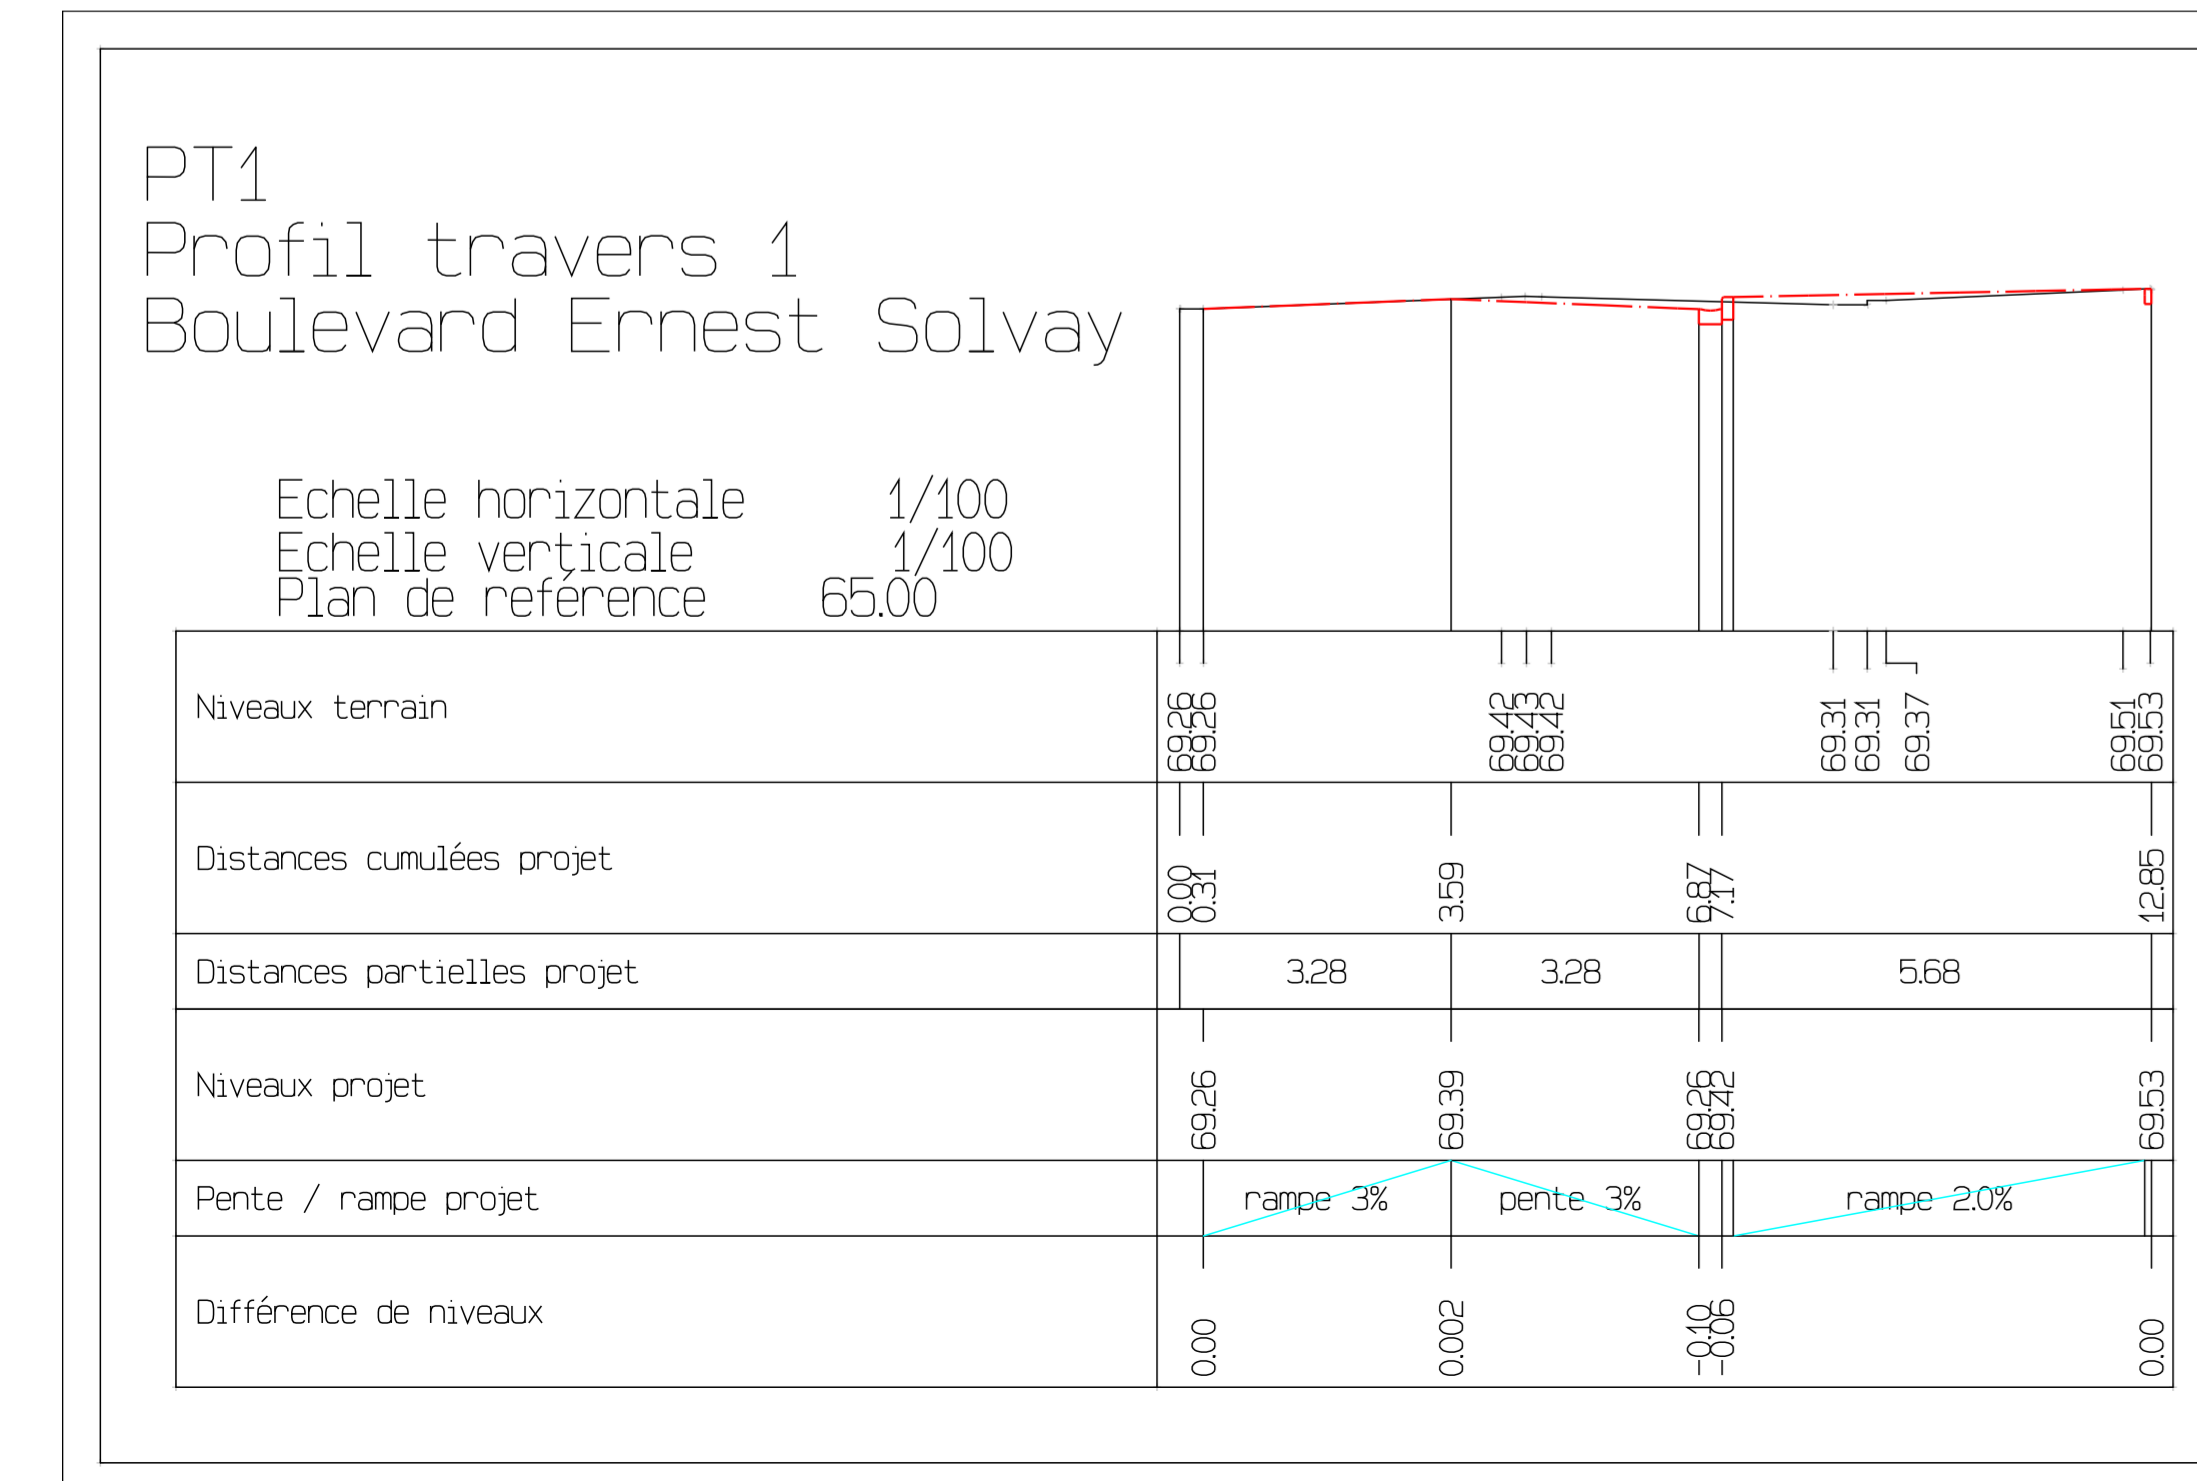 PT1
Profil travers 1
Boulevard Ernest Solvay
Echelle horizontale 1/100
Echelle verticale 1/100
Plan de reférence 65.00
Niveaux terrain 69.26 69.26 69.42 69.43 69.42 69.31 69.31 69.37 69.51 69.53
Distances cumulées projet 0.00 0.31 3.59 6.87 7.17 12.85
Distances partielles projet 3.28 3.28 5.68
Niveaux projet 69.26 69.39 69.26 69.42 69.53
Pente / rampe projet rampe 3% pente 3% rampe 2.0%
Différence de niveaux 0.00 0.002 -0.10 -0.06 0.00